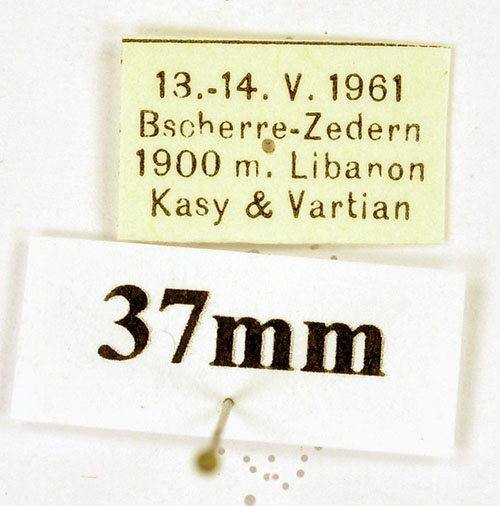 13.-14. V. 1961
Bscherre-Zedern
1900 m. Libanon
Kasy & Vartian
37mm